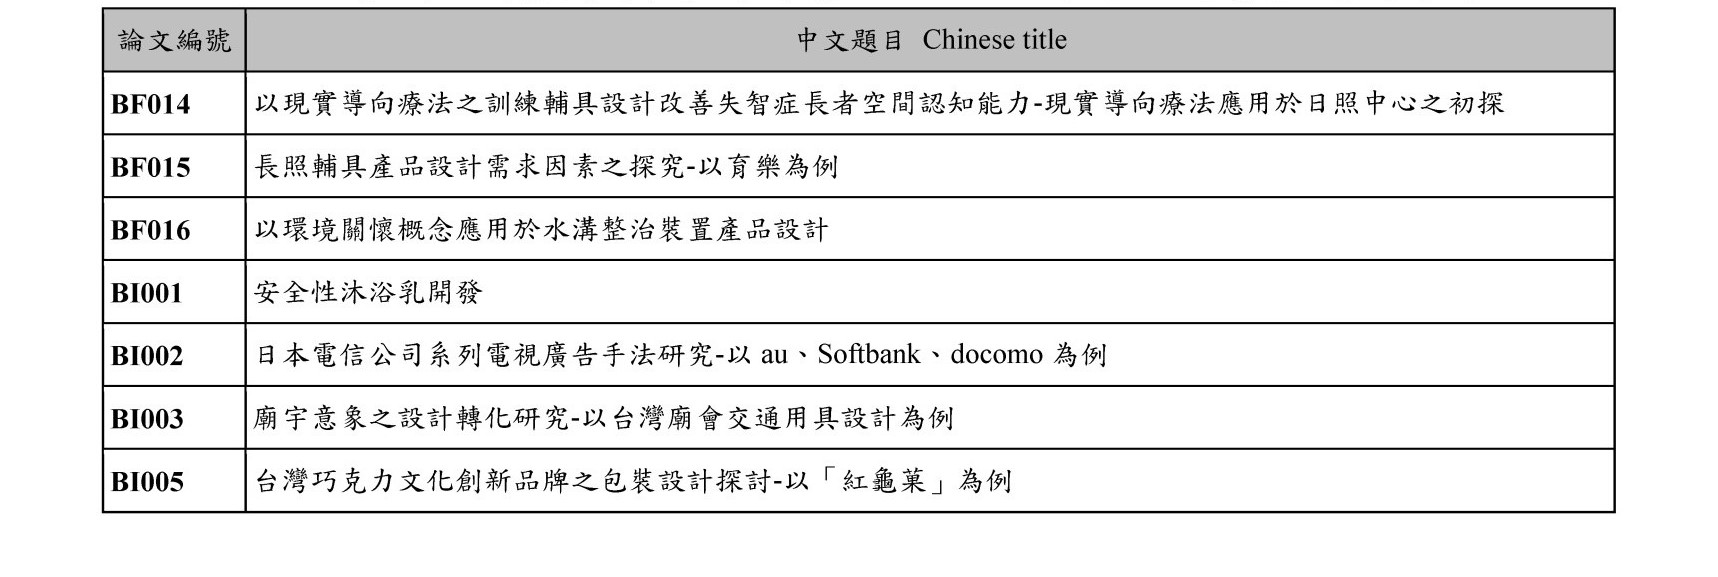 論文編號 中文題目 Chinese title
BF014 以現實導向療法之訓練輔具設計改善失智症長者空間認知能力-現實導向療法應用於日照中心之初探
BF015 長照輔具產品設計需求因素之探究-以育樂為例
BF016 以環境關懷概念應用於水溝整治裝置產品設計
BI001 安全性沐浴乳開發
BI002 日本電信公司系列電視廣告手法研究-以 au、Softbank、docomo 為例
BI003 廟宇意象之設計轉化研究-以台灣廟會交通用具設計為例
BI005 台灣巧克力文化創新品牌之包裝設計探討-以「紅龜菓」為例